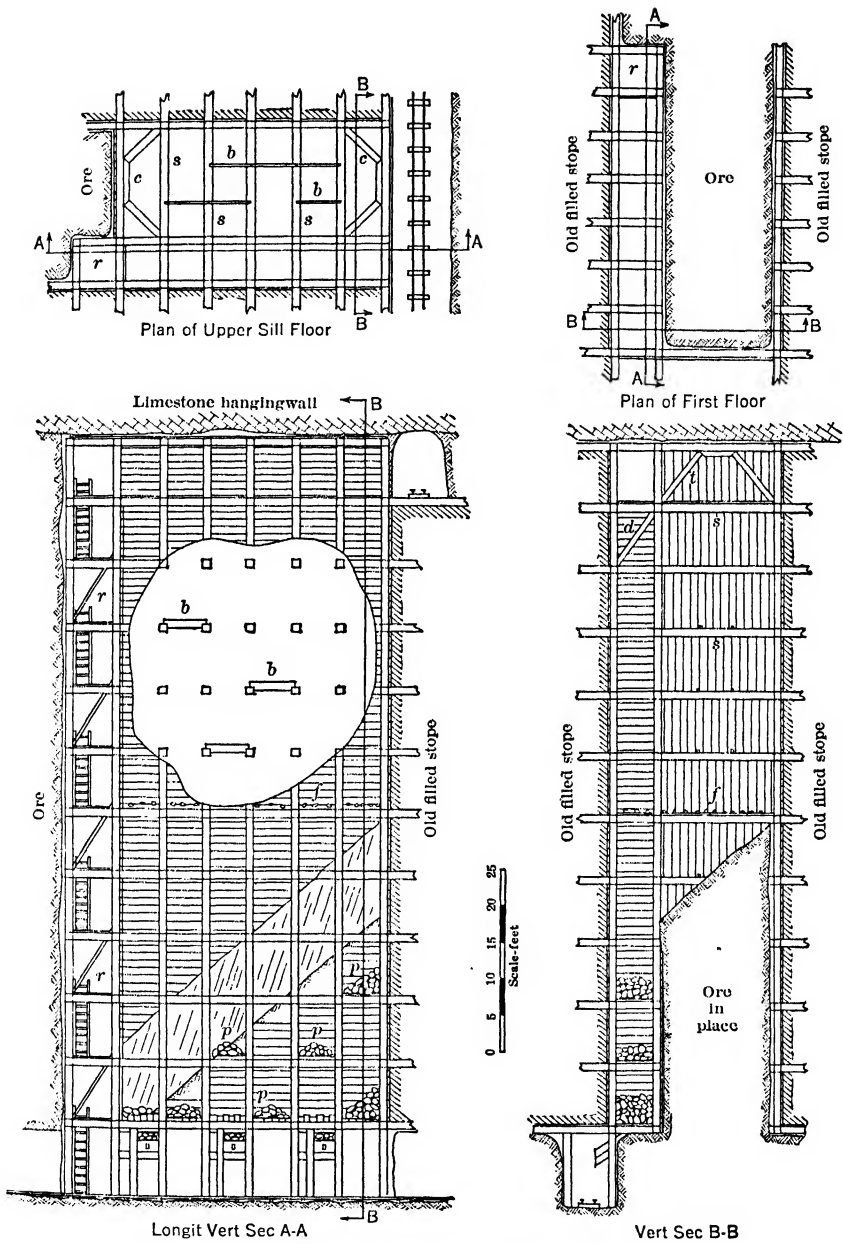 B
Ore
c
s
b
c
b
s
s
A
A
r
B
Plan of Upper Sill Floor
A
r
Old filled stope
Ore
Old filled stope
B
B
A
Plan of First Floor
Limestone hangingwall
B
r
b
b
Ore
f
Old filled stope
r
p
p
p
p
B
Longit Vert Sec A-A
25
20
15
10
5
0
Scale-feet
t
d
s
s
Old filled stope
f
Old filled stope
Ore
in
place
Vert Sec B-B